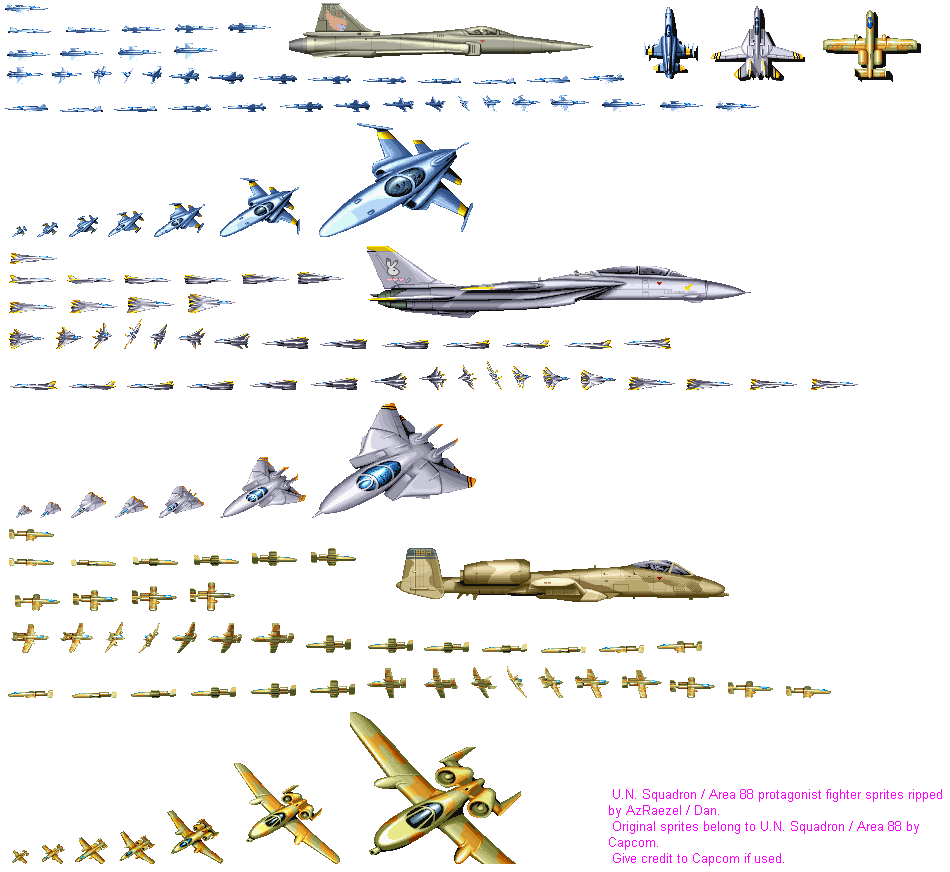 U.N. Squadron / Area 88 protagonist fighter sprites ripped
by AzRaezel / Dan.
Original sprites belong to U.N. Squadron / Area 88 by
Capcom.
Give credit to Capcom if used.